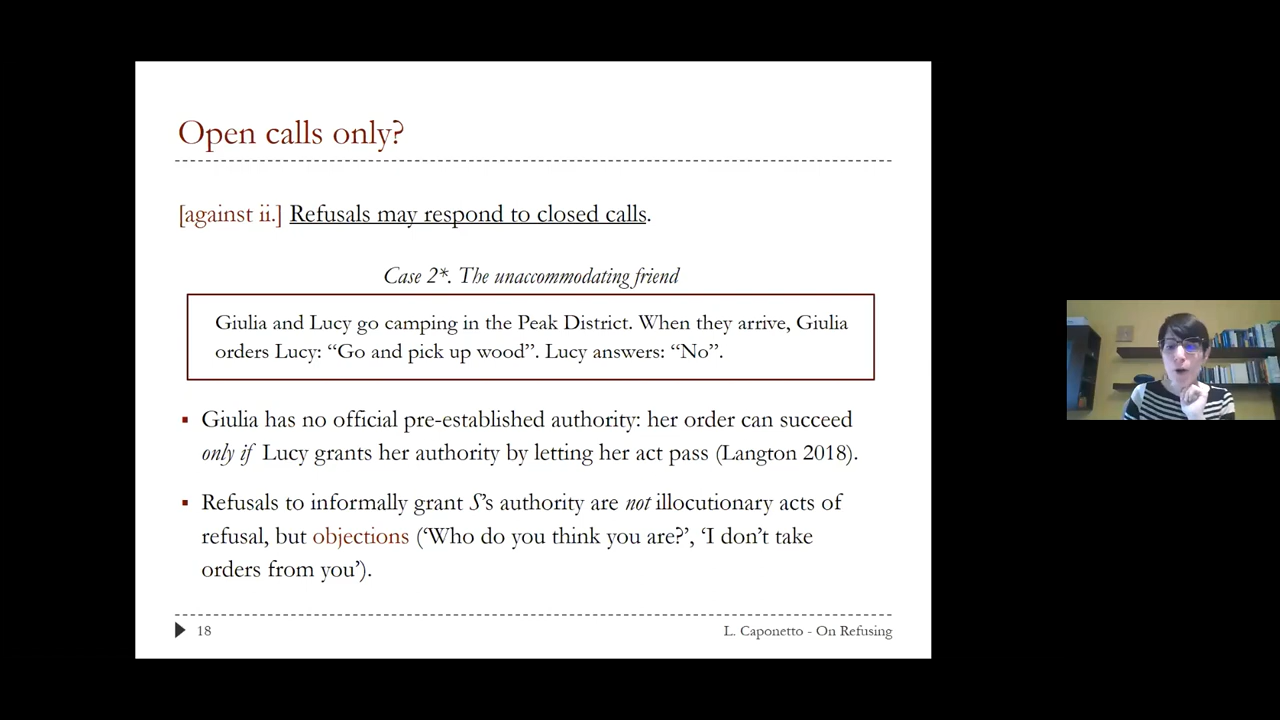 Open calls only?
[against ii.] Refusals may respond to closed calls.
Case 2*. The unaccommodating friend
Giulia and Lucy go camping in the Peak District. When they arrive, Giulia
orders Lucy: “Go and pick up wood”. Lucy answers: “No”.
▪ Giulia has no official pre-established authority: her order can succeed
only if Lucy grants her authority by letting her act pass (Langton 2018).
▪ Refusals to informally grant S’s authority are not illocutionary acts of
refusal, but objections (‘Who do you think you are?’, ‘I don’t take
orders from you’).
18
L. Caponetto - On Refusing